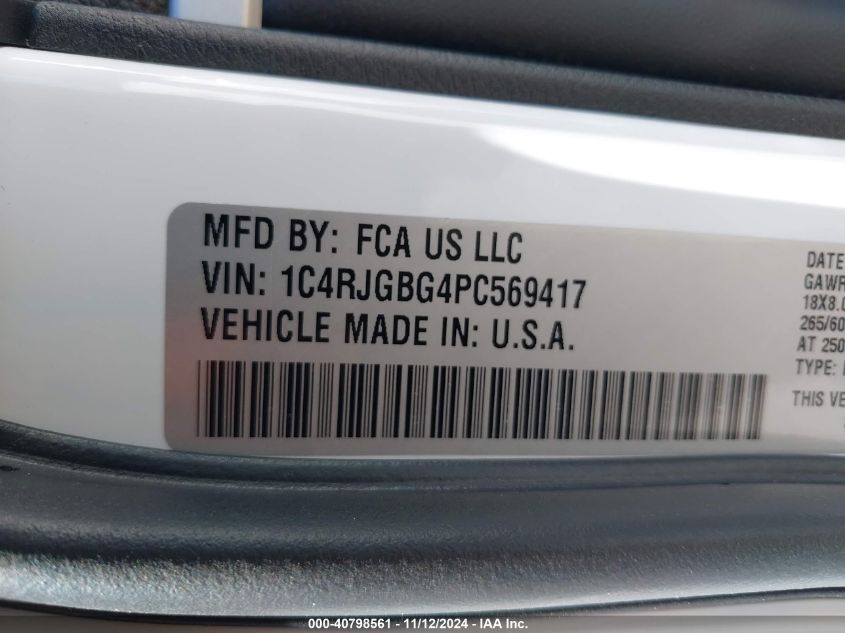 MFD BY: FCA US LLC
VIN: 1C4RJGBG4PC569417
VEHICLE MADE IN: U.S.A.
DATE
GAWR
18X8.0
265/60
AT 250
TYPE:
THIS VE
000-40798561 - 11/12/2024 - IAA Inc.